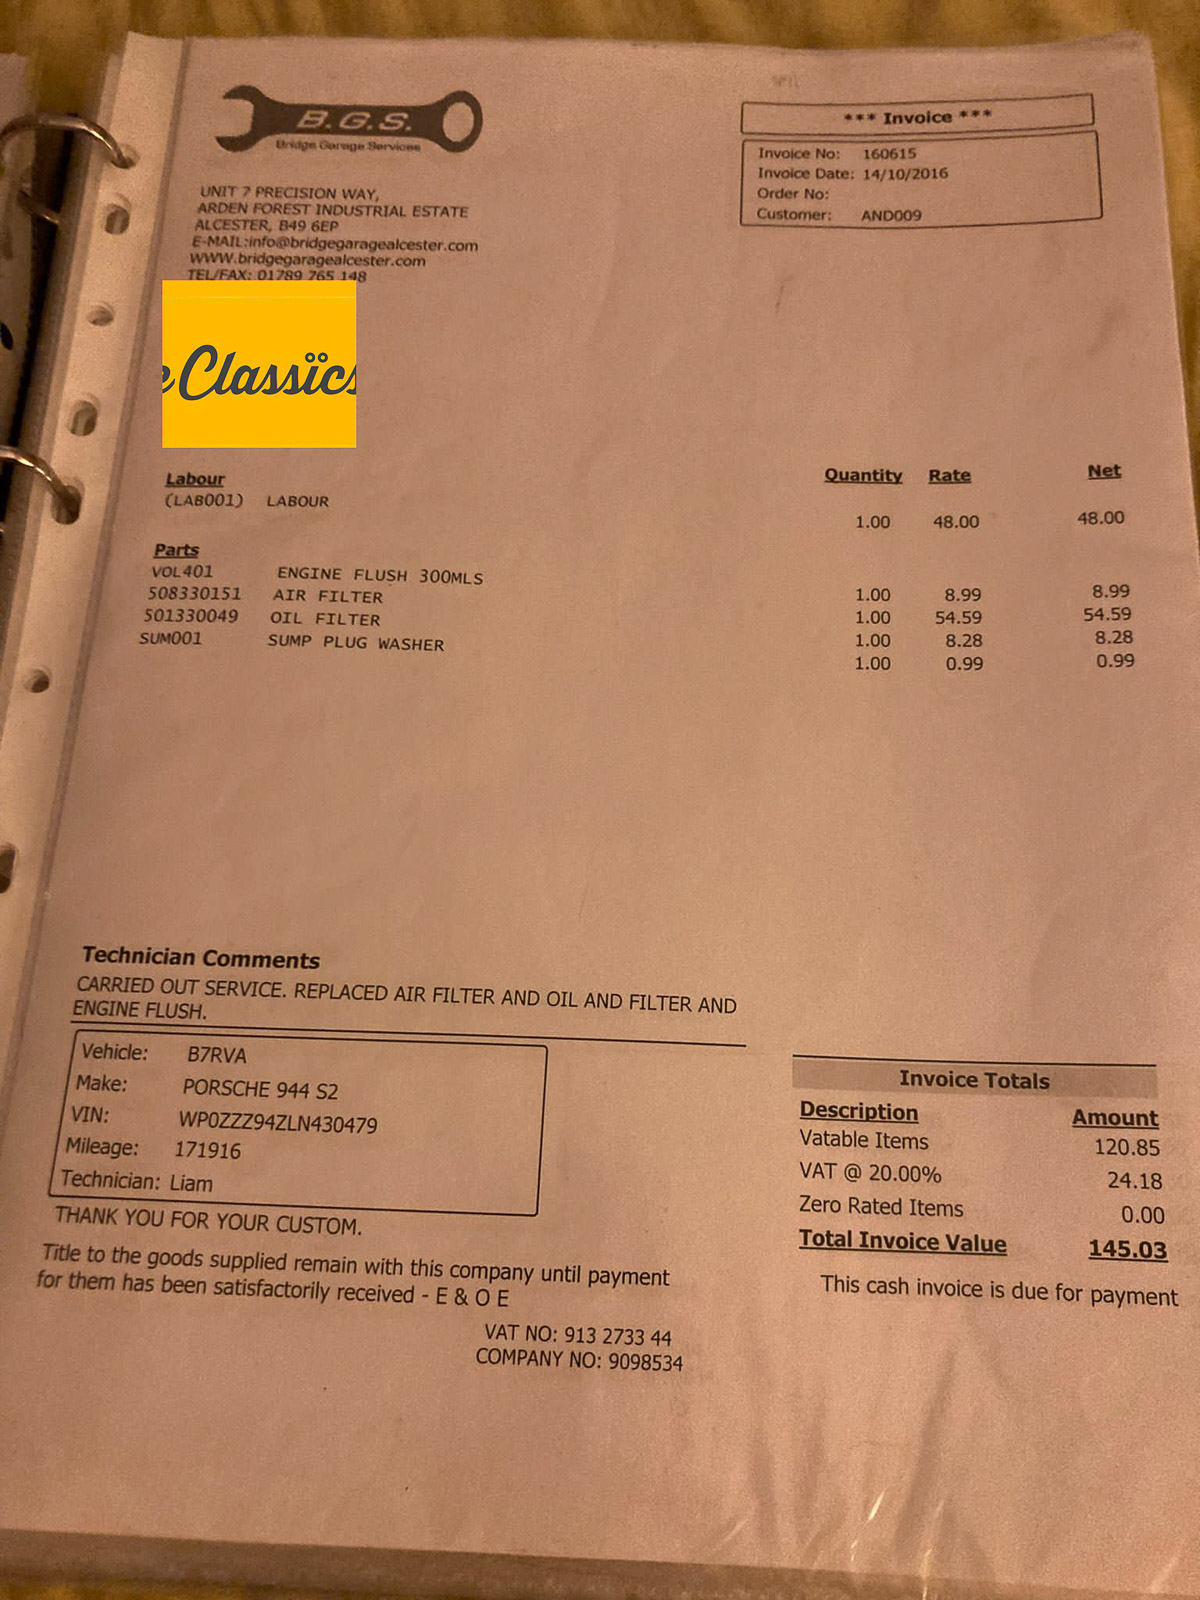 B.G.S.
Bridge Garage Services
UNIT 7 PRECISION WAY,
ARDEN FOREST INDUSTRIAL ESTATE
ALCESTER, B49 6EP
E-MAIL:info@bridgegaragealcester.com
WWW.bridgegaragealcester.com
TEL/FAX: 01789 765 148
*** Invoice ***
Invoice No: 160615
Invoice Date: 14/10/2016
Order No:
Customer: AND009
e Classics
Labour Quantity Rate Net
(LAB001) LABOUR 1.00 48.00 48.00
Parts
VOL401 ENGINE FLUSH 300MLS 1.00 8.99 8.99
508330151 AIR FILTER 1.00 54.59 54.59
501330049 OIL FILTER 1.00 8.28 8.28
SUM001 SUMP PLUG WASHER 1.00 0.99 0.99
Technician Comments
CARRIED OUT SERVICE. REPLACED AIR FILTER AND OIL AND FILTER AND
ENGINE FLUSH.
Vehicle: B7RVA
Make: PORSCHE 944 S2
VIN: WP0ZZZ94ZLN430479
Mileage: 171916
Technician: Liam
THANK YOU FOR YOUR CUSTOM.
Title to the goods supplied remain with this company until payment
for them has been satisfactorily received - E & O E
VAT NO: 913 2733 44
COMPANY NO: 9098534
Invoice Totals
Description Amount
Vatable Items 120.85
VAT @ 20.00% 24.18
Zero Rated Items 0.00
Total Invoice Value 145.03
This cash invoice is due for payment